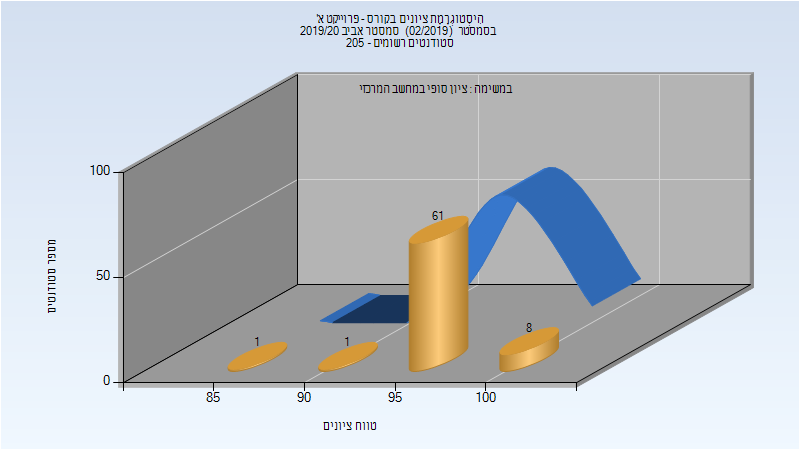 היסטוגרמת ציונים בקורס - פרוייקט א'
בסמסטר (02/2019) סמסטר אביב 2019/20
סטודנטים רשומים - 205
במשימה : ציון סופי במחשב המרכזי
100
50
0
מספר סטודנטים
1
1
61
8
85
90
95
100
טווח ציונים